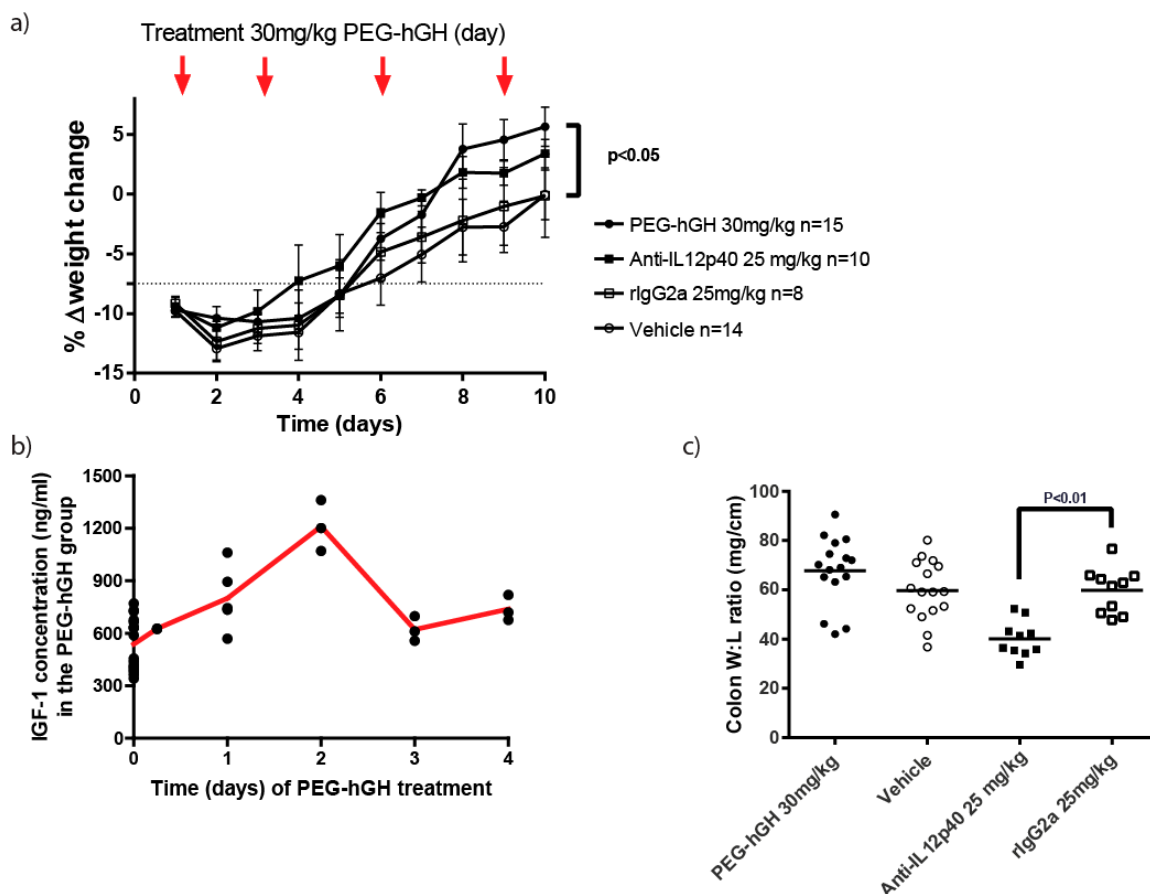 a)
Treatment 30mg/kg PEG-hGH (day)
% Δweight change
5
0
-5
-10
-15
0
2
4
6
8
10
Time (days)
p<0.05
PEG-hGH 30mg/kg n=15
Anti-IL12p40 25 mg/kg n=10
rIgG2a 25mg/kg n=8
Vehicle n=14
b)
IGF-1 concentration (ng/ml)
in the PEG-hGH group
1500
1200
900
600
300
0
0
1
2
3
4
Time (days) of PEG-hGH treatment
c)
Colon W:L ratio (mg/cm)
100
80
60
40
20
0
P<0.01
PEG-hGH 30mg/kg
Vehicle
Anti-IL12p40 25 mg/kg
rIgG2a 25mg/kg